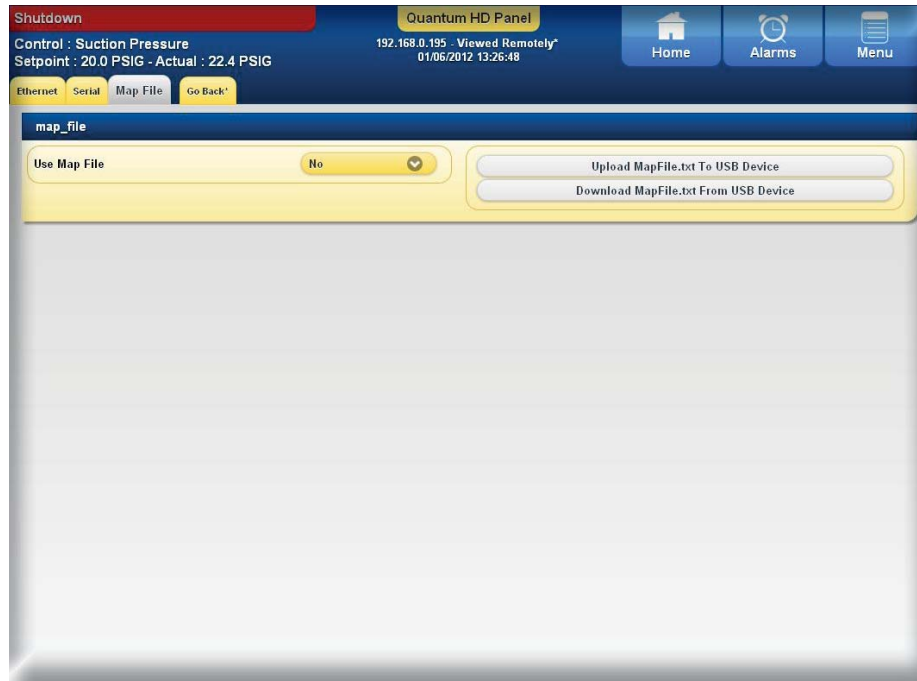 Shutdown
Control : Suction Pressure
Setpoint : 20.0 PSIG - Actual : 22.4 PSIG
Quantum HD Panel
192.168.0.195 - Viewed Remotely*
01/06/2012 13:26:48
Home
Alarms
Menu
Ethernet
Serial
Map File
Go Back*
map_file
Use Map File
No
Upload MapFile.txt To USB Device
Download MapFile.txt From USB Device